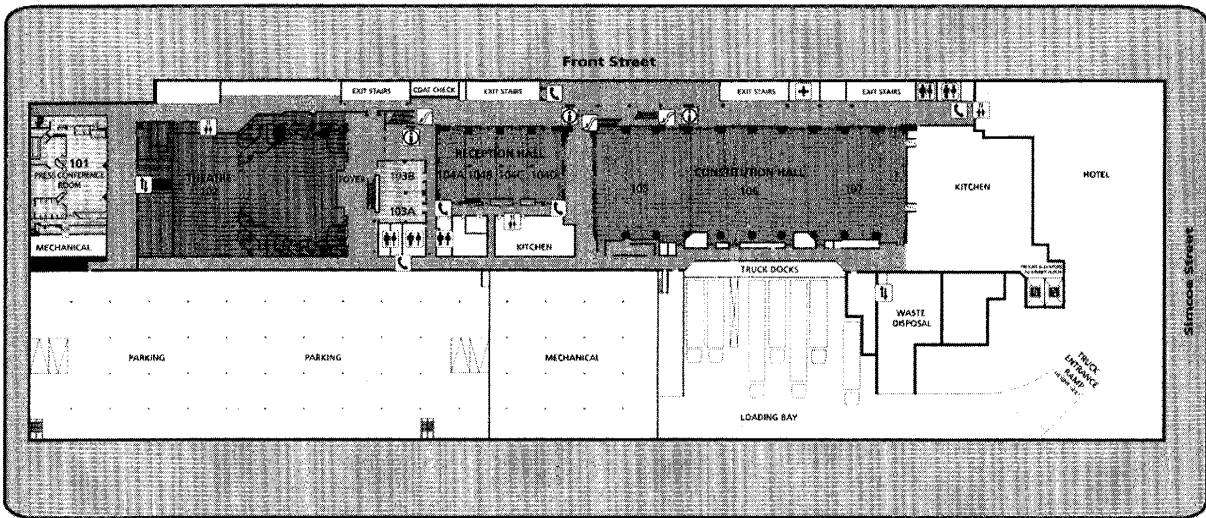 Front Street
EXIT STAIRS
COAT CHECK
EXIT STAIRS
EXIT STAIRS
EXIT STAIRS
101
PRESS CONFERENCE
ROOM
THEATRE
102
FOYER
103B
103A
RECEPTION HALL
104A 104B 104C 104D
CONSTITUTION HALL
105
106
107
KITCHEN
HOTEL
MECHANICAL
KITCHEN
TRUCK DOCKS
WASTE
DISPOSAL
Simcoe Street
PARKING
PARKING
MECHANICAL
TRUCK
ENTRANCE
RAMP
LOADING BAY